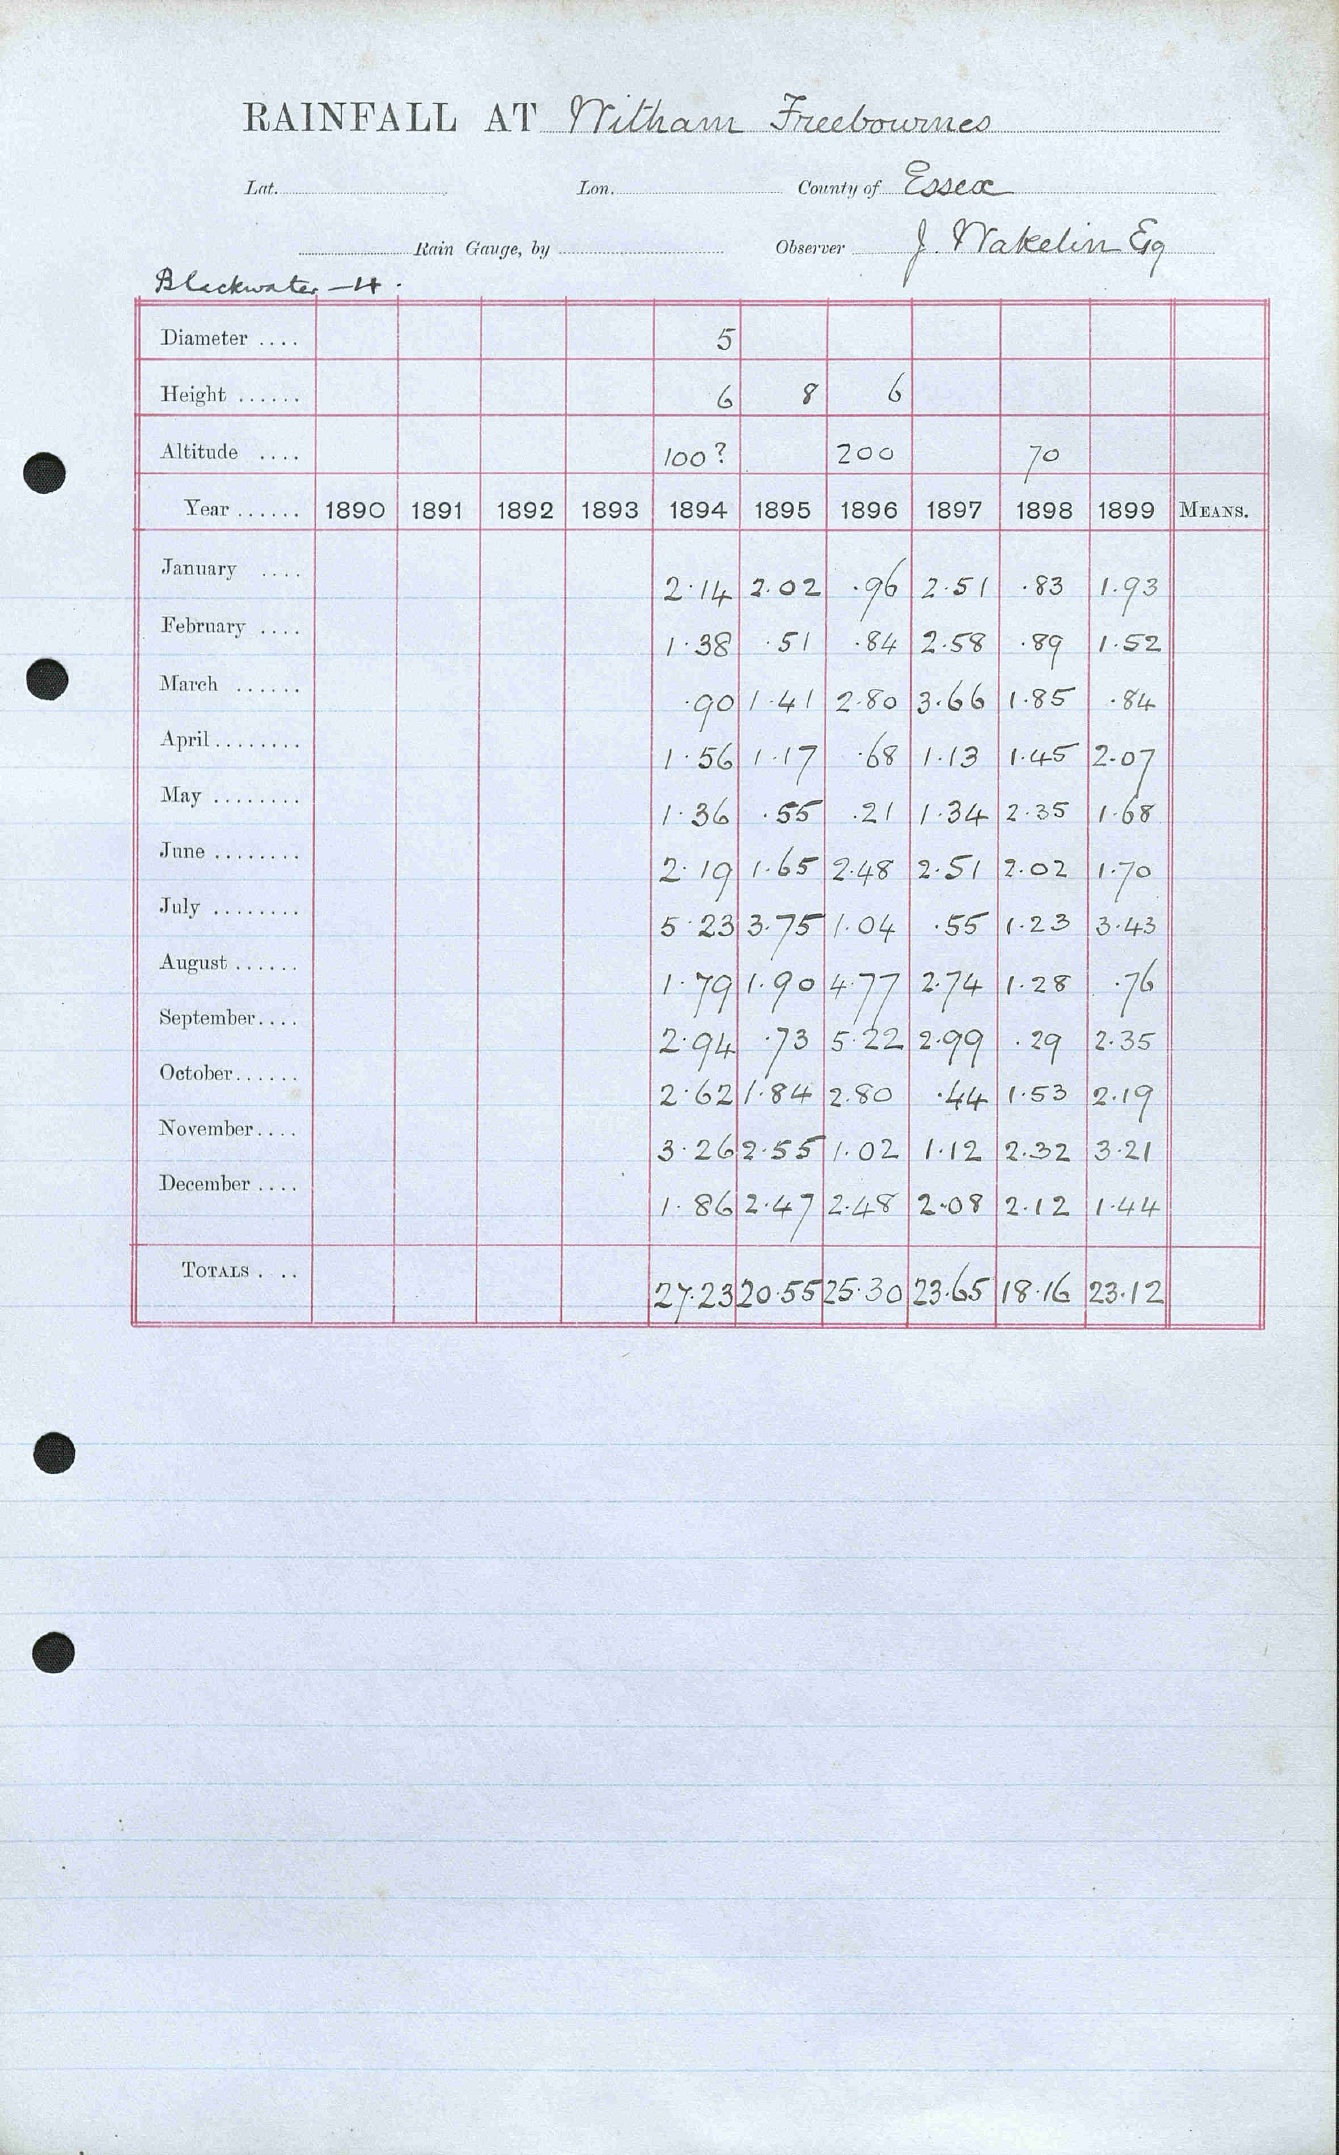 RAINFALL AT Witham Freebournes
Lat. Lon. County of Essex
Rain Gauge, by Observer J. Wakelin Esq
Blackwater - 4.
Diameter .... 5
Height ...... 6 8 6
Altitude .... 100? 200 70
Year ...... 1890 1891 1892 1893 1894 1895 1896 1897 1898 1899 MEANS.
January .... 2.14 2.02 .96 2.51 .83 1.93
February .... 1.38 .51 .84 2.58 .89 1.52
March ...... .90 1.41 2.80 3.66 1.85 .84
April ........ 1.56 1.17 .68 1.13 1.45 2.07
May ........ 1.36 .55 .21 1.34 2.35 1.68
June ........ 2.19 1.65 2.48 2.51 2.02 1.70
July ........ 5.23 3.75 1.04 .55 1.23 3.43
August ...... 1.79 1.90 4.77 2.74 1.28 .76
September.... 2.94 .73 5.22 2.99 .29 2.35
October...... 2.62 1.84 2.80 .44 1.53 2.19
November.... 3.26 2.55 1.02 1.12 2.32 3.21
December .... 1.86 2.47 2.48 2.08 2.12 1.44
TOTALS . .. 27.23 20.55 25.30 23.65 18.16 23.12